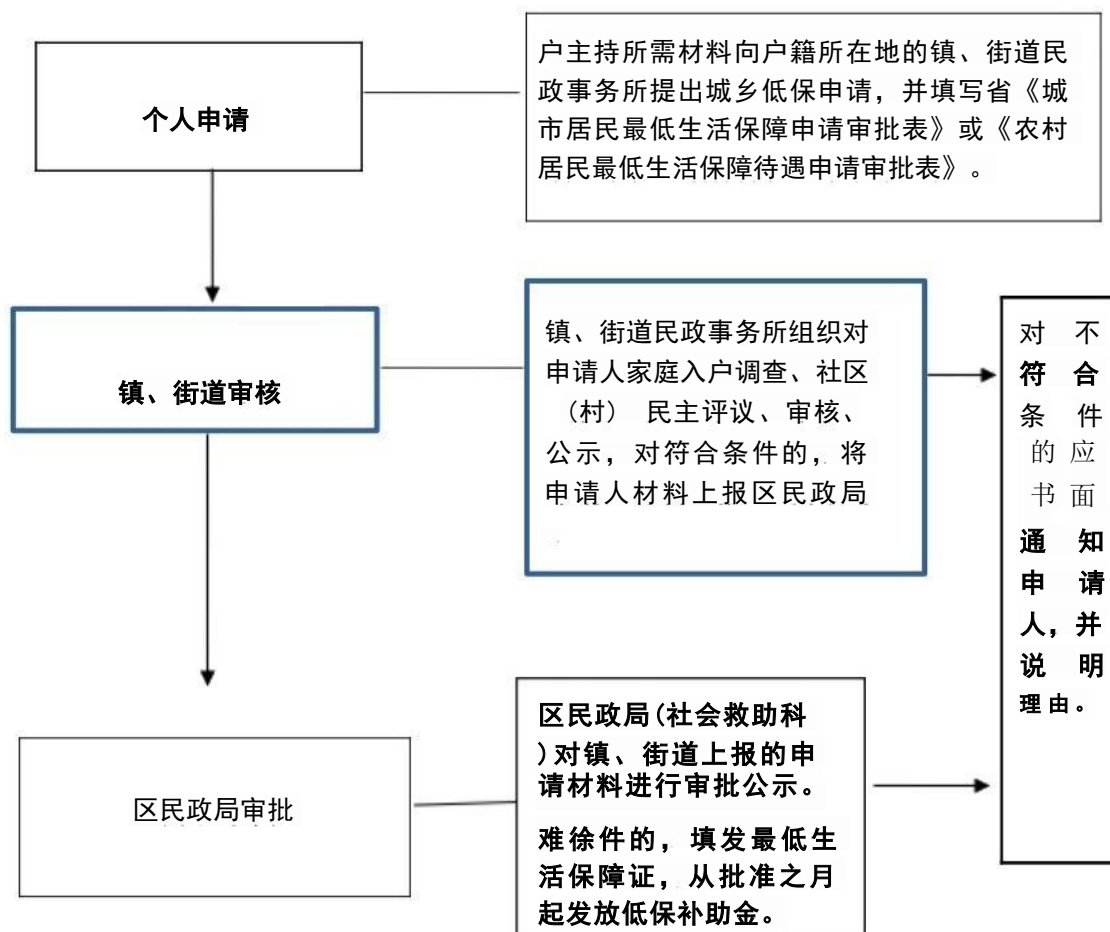 个人申请
户主持所需材料向户籍所在地的镇、街道民
政事务所提出城乡低保申请，并填写省《城
市居民最低生活保障申请审批表》或《农村
居民最低生活保障待遇申请审批表》。
镇、街道审核
镇、街道民政事务所组织对
申请人家庭入户调查、社区
（村） 民主评议、审核、
公示，对符合条件的，将
申请人材料上报区民政局
对 不
符 合
条 件
的 应
书 面
通 知
申 请
人，并
说 明
理由。
区民政局审批
区民政局(社会救助科
)对镇、街道上报的申
请材料进行审批公示。
难徐件的，填发最低生
活保障证，从批准之月
起发放低保补助金。